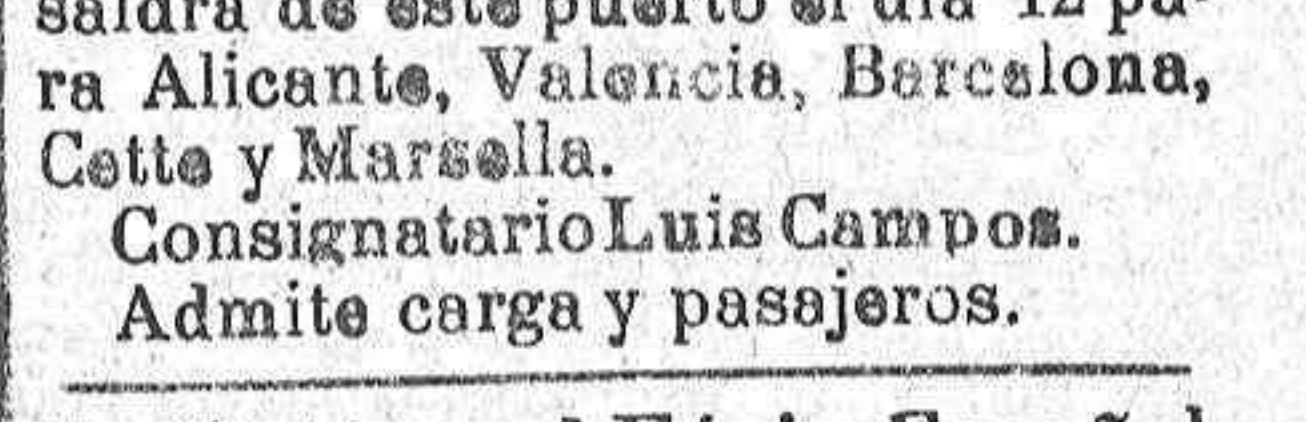 saldrá de este puerto el día 12 pa-
ra Alicante, Valencia, Barcelona,
Cette y Marsella.
Consignatario Luis Campos.
Admite carga y pasajeros.